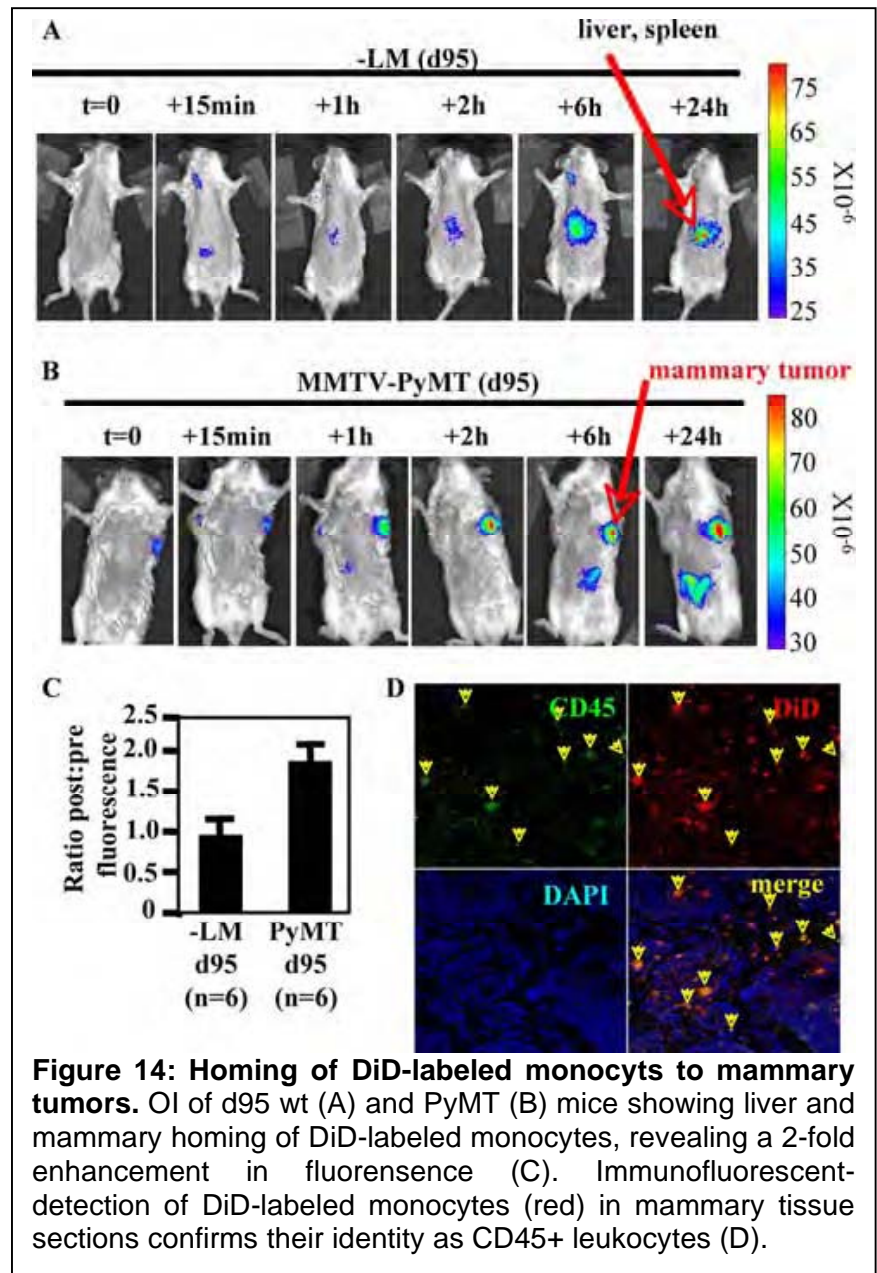 A
liver, spleen
-LM (d95)
t=0 +15min +1h +2h +6h +24h
75
65
55
45
35
25
X10-6
B
mammary tumor
MMTV-PyMT (d95)
t=0 +15min +1h +2h +6h +24h
80
70
60
50
40
30
X10-6
C
Ratio post:pre
fluorescence
2.5
2.0
1.5
1.0
0.5
0
-LM PyMT
d95 d95
(n=6) (n=6)
D
CD45 DiD
DAPI merge
Figure 14: Homing of DiD-labeled monocyts to mammary
tumors. OI of d95 wt (A) and PyMT (B) mice showing liver and
mammary homing of DiD-labeled monocytes, revealing a 2-fold
enhancement in fluorensence (C). Immunofluorescent-
detection of DiD-labeled monocytes (red) in mammary tissue
sections confirms their identity as CD45+ leukocytes (D).